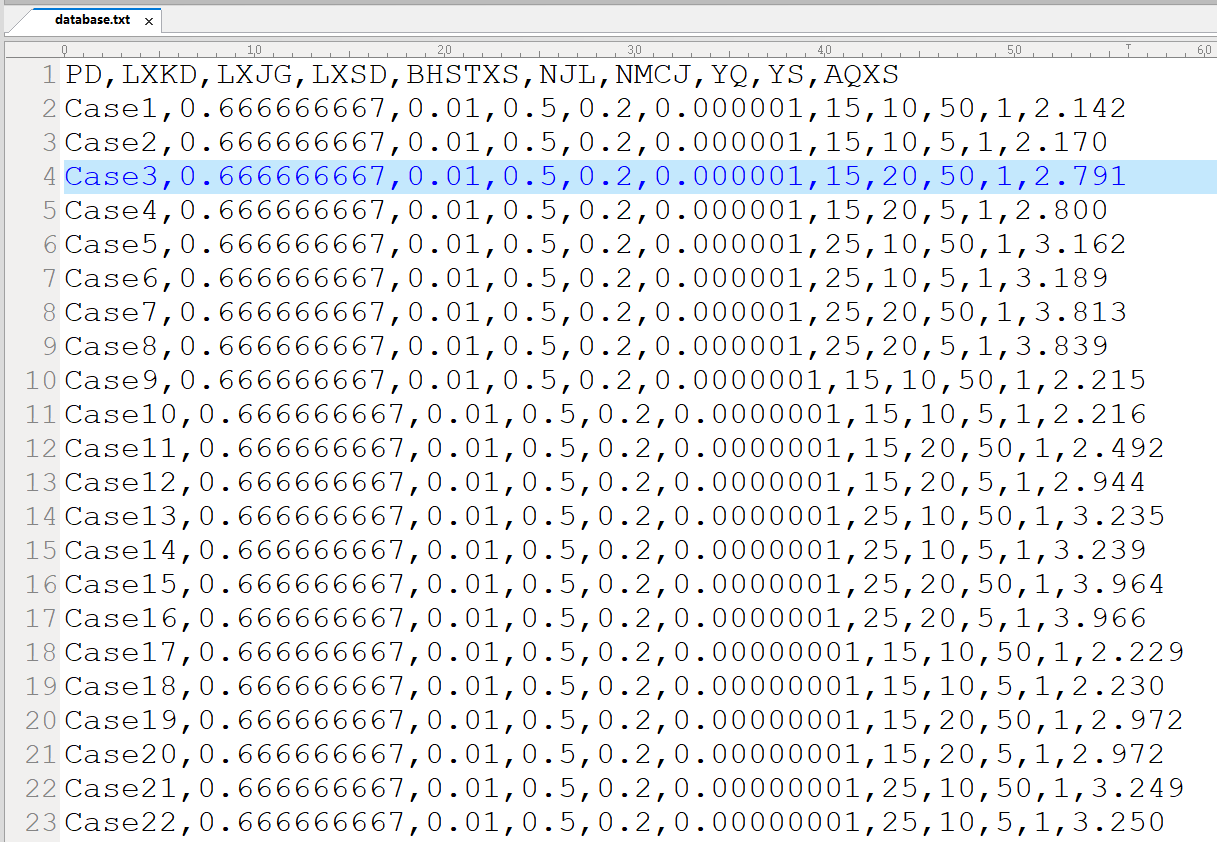 database.txt ×
0 1,0 2,0 3,0 4,0 5,0 6,0
1 PD,LXKD,LXJG,LXSD,BHSTXS,NJL,NMCJ,YQ,YS,AQXS
2 Case1,0.666666667,0.01,0.5,0.2,0.000001,15,10,50,1,2.142
3 Case2,0.666666667,0.01,0.5,0.2,0.000001,15,10,5,1,2.170
4 Case3,0.666666667,0.01,0.5,0.2,0.000001,15,20,50,1,2.791
5 Case4,0.666666667,0.01,0.5,0.2,0.000001,15,20,5,1,2.800
6 Case5,0.666666667,0.01,0.5,0.2,0.000001,25,10,50,1,3.162
7 Case6,0.666666667,0.01,0.5,0.2,0.000001,25,10,5,1,3.189
8 Case7,0.666666667,0.01,0.5,0.2,0.000001,25,20,50,1,3.813
9 Case8,0.666666667,0.01,0.5,0.2,0.000001,25,20,5,1,3.839
10 Case9,0.666666667,0.01,0.5,0.2,0.0000001,15,10,50,1,2.215
11 Case10,0.666666667,0.01,0.5,0.2,0.0000001,15,10,5,1,2.216
12 Case11,0.666666667,0.01,0.5,0.2,0.0000001,15,20,50,1,2.492
13 Case12,0.666666667,0.01,0.5,0.2,0.0000001,15,20,5,1,2.944
14 Case13,0.666666667,0.01,0.5,0.2,0.0000001,25,10,50,1,3.235
15 Case14,0.666666667,0.01,0.5,0.2,0.0000001,25,10,5,1,3.239
16 Case15,0.666666667,0.01,0.5,0.2,0.0000001,25,20,50,1,3.964
17 Case16,0.666666667,0.01,0.5,0.2,0.0000001,25,20,5,1,3.966
18 Case17,0.666666667,0.01,0.5,0.2,0.00000001,15,10,50,1,2.229
19 Case18,0.666666667,0.01,0.5,0.2,0.00000001,15,10,5,1,2.230
20 Case19,0.666666667,0.01,0.5,0.2,0.00000001,15,20,50,1,2.972
21 Case20,0.666666667,0.01,0.5,0.2,0.00000001,15,20,5,1,2.972
22 Case21,0.666666667,0.01,0.5,0.2,0.00000001,25,10,50,1,3.249
23 Case22,0.666666667,0.01,0.5,0.2,0.00000001,25,10,5,1,3.250